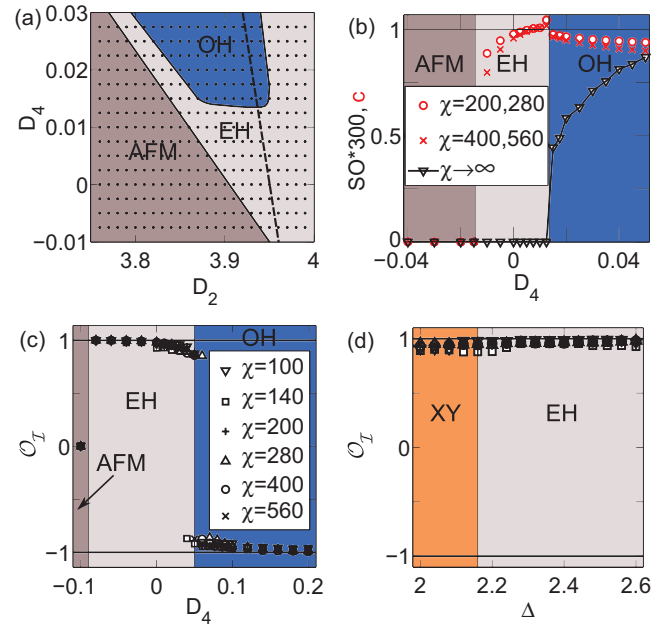 (a)
0.03
0.02
0.01
0
−0.01
D4
OH
EH
AFM
3.8
3.9
4
D2
(b)
1
0.5
0
SO*300, c
AFM
EH
OH
χ=200,280
χ=400,560
χ→∞
−0.04
0
0.04
D4
(c)
1
0
−1
𝒪ℐ
EH
AFM
OH
χ=100
χ=140
χ=200
χ=280
χ=400
χ=560
−0.1
0
0.1
0.2
D4
(d)
1
0
−1
𝒪ℐ
XY
EH
2
2.2
2.4
2.6
Δ